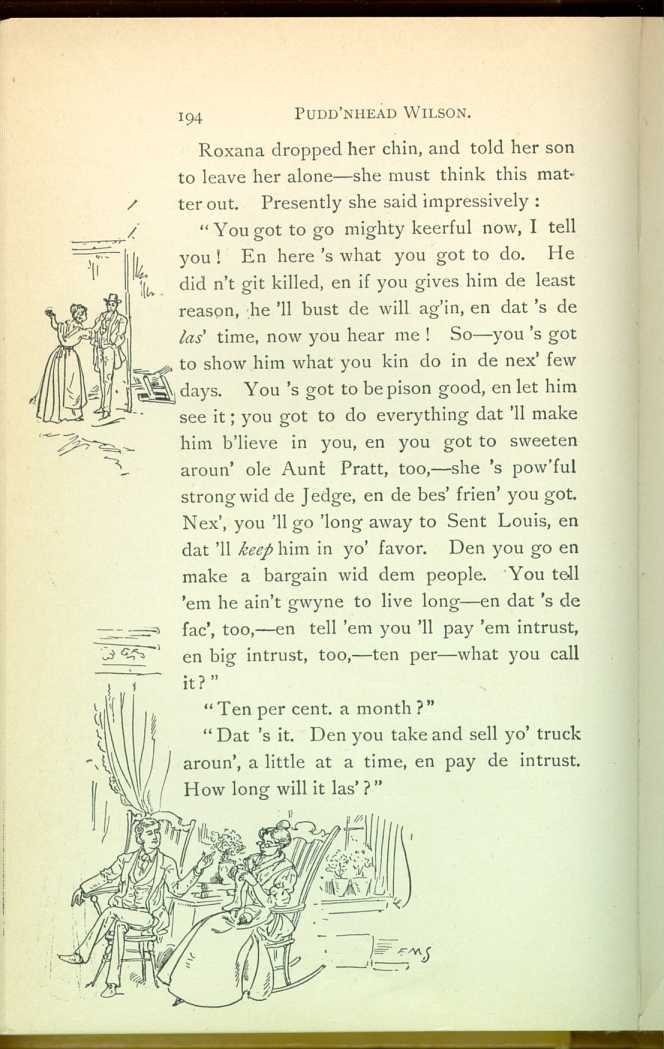 194 PUDD'NHEAD WILSON.
Roxana dropped her chin, and told her son
to leave her alone—she must think this mat-
ter out. Presently she said impressively :
“ You got to go mighty keerful now, I tell
you ! En here 's what you got to do. He
did n't git killed, en if you gives him de least
reason, he 'll bust de will ag'in, en dat 's de
las' time, now you hear me ! So—you 's got
to show him what you kin do in de nex' few
days. You 's got to be pison good, en let him
see it ; you got to do everything dat 'll make
him b'lieve in you, en you got to sweeten
aroun' ole Aunt Pratt, too,—she 's pow'ful
strong wid de Jedge, en de bes' frien' you got.
Nex', you 'll go 'long away to Sent Louis, en
dat 'll keep him in yo' favor. Den you go en
make a bargain wid dem people. You tell
'em he ain't gwyne to live long—en dat 's de
fac', too,—en tell 'em you 'll pay 'em intrust,
en big intrust, too,—ten per—what you call
it ? ”
“ Ten per cent. a month ? ”
“ Dat 's it. Den you take and sell yo' truck
aroun', a little at a time, en pay de intrust.
How long will it las' ? ”
FMS